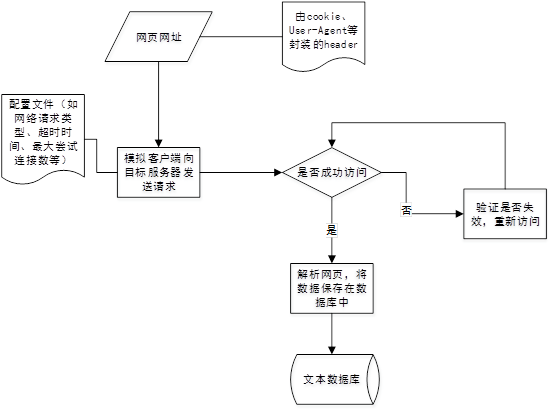 网页网址
由cookie、
User-Agent等
封装的header
配置文件（如
网络请求类
型、超时时
间、最大尝试
连接数等）
模拟客户端向
目标服务器发
送请求
是否成功访问
否
验证是否失
效，重新访问
是
解析网页，将
数据保存在数
据库中
文本数据库